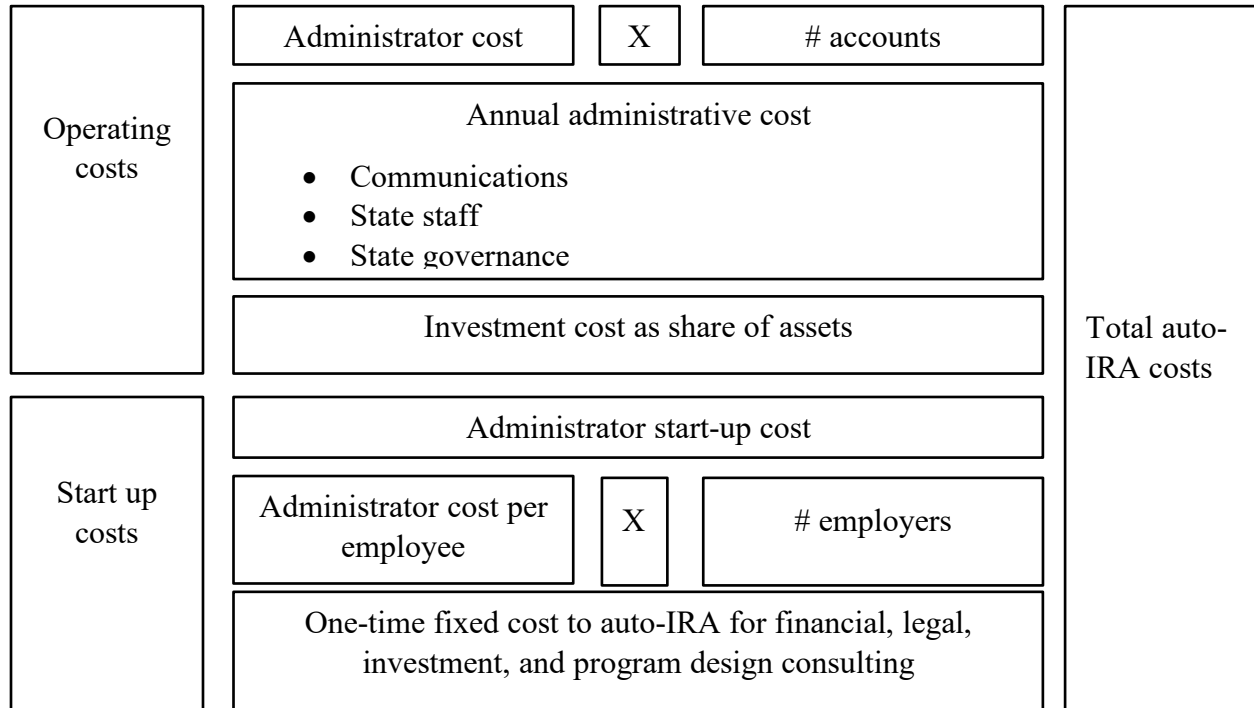 Operating
costs
Administrator cost
X
# accounts
Annual administrative cost
• Communications
• State staff
• State governance
Investment cost as share of assets
Start up
costs
Administrator start-up cost
Administrator cost per
employee
X
# employers
One-time fixed cost to auto-IRA for financial, legal,
investment, and program design consulting
Total auto-
IRA costs